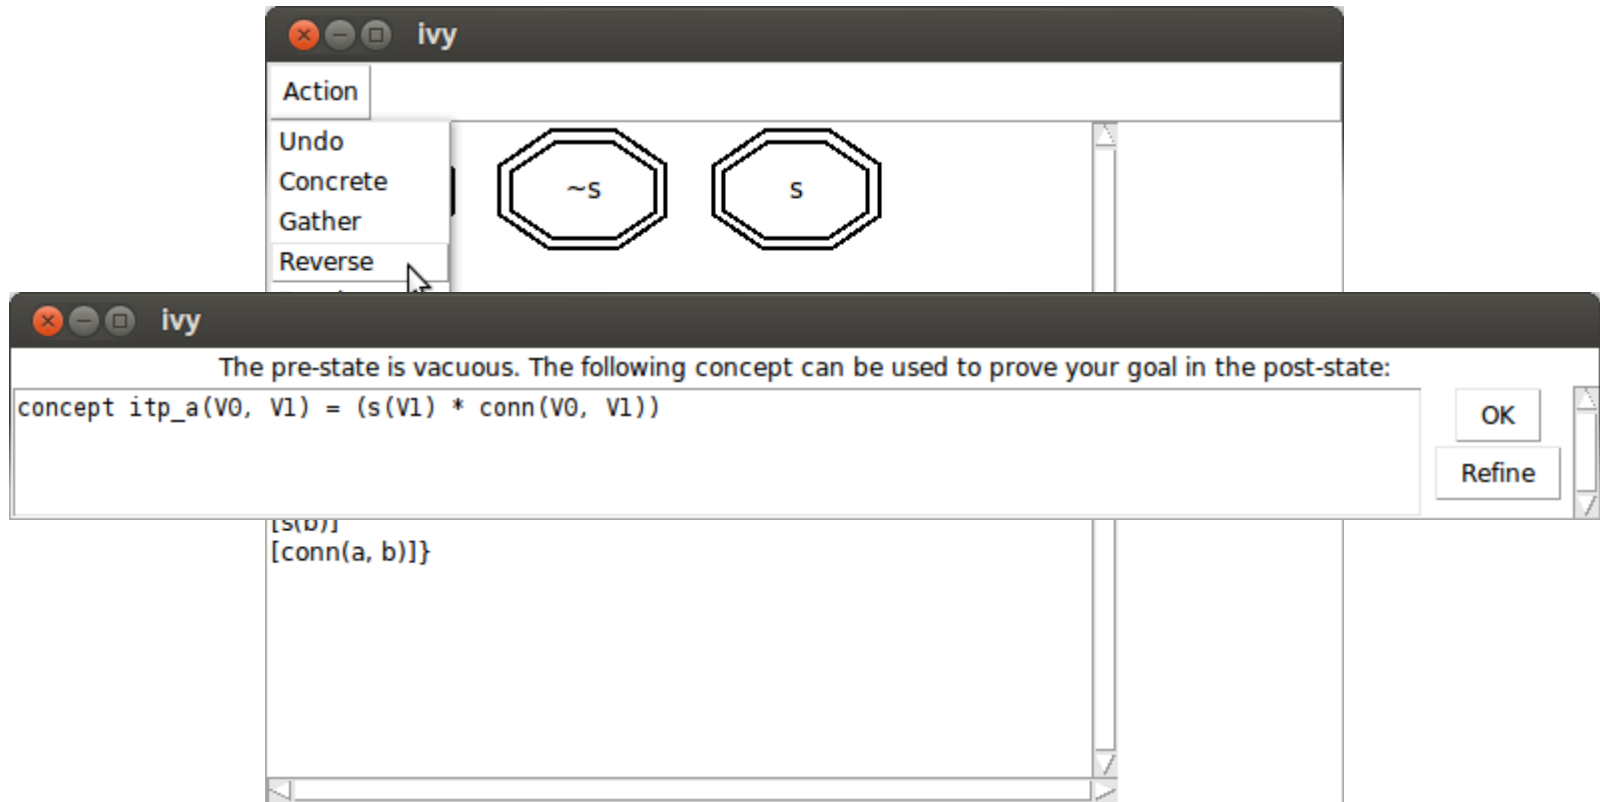 ivy
Action
Undo
Concrete
Gather
Reverse
~s
s
ivy
The pre-state is vacuous. The following concept can be used to prove your goal in the post-state:
concept itp_a(V0, V1) = (s(V1) * conn(V0, V1))
OK
Refine
[s(b)]
[conn(a, b)]}